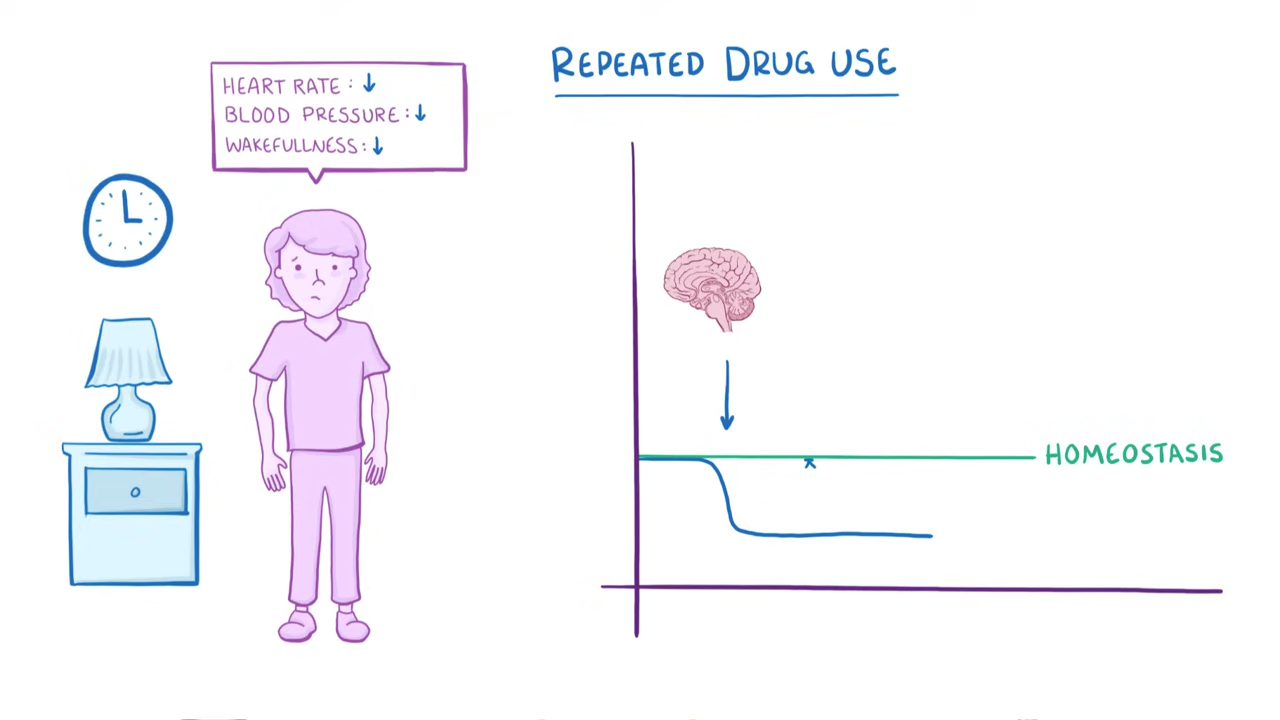 REPEATED DRUG USE
HEART RATE: ↓
BLOOD PRESSURE: ↓
WAKEFULLNESS: ↓
HOMEOSTASIS